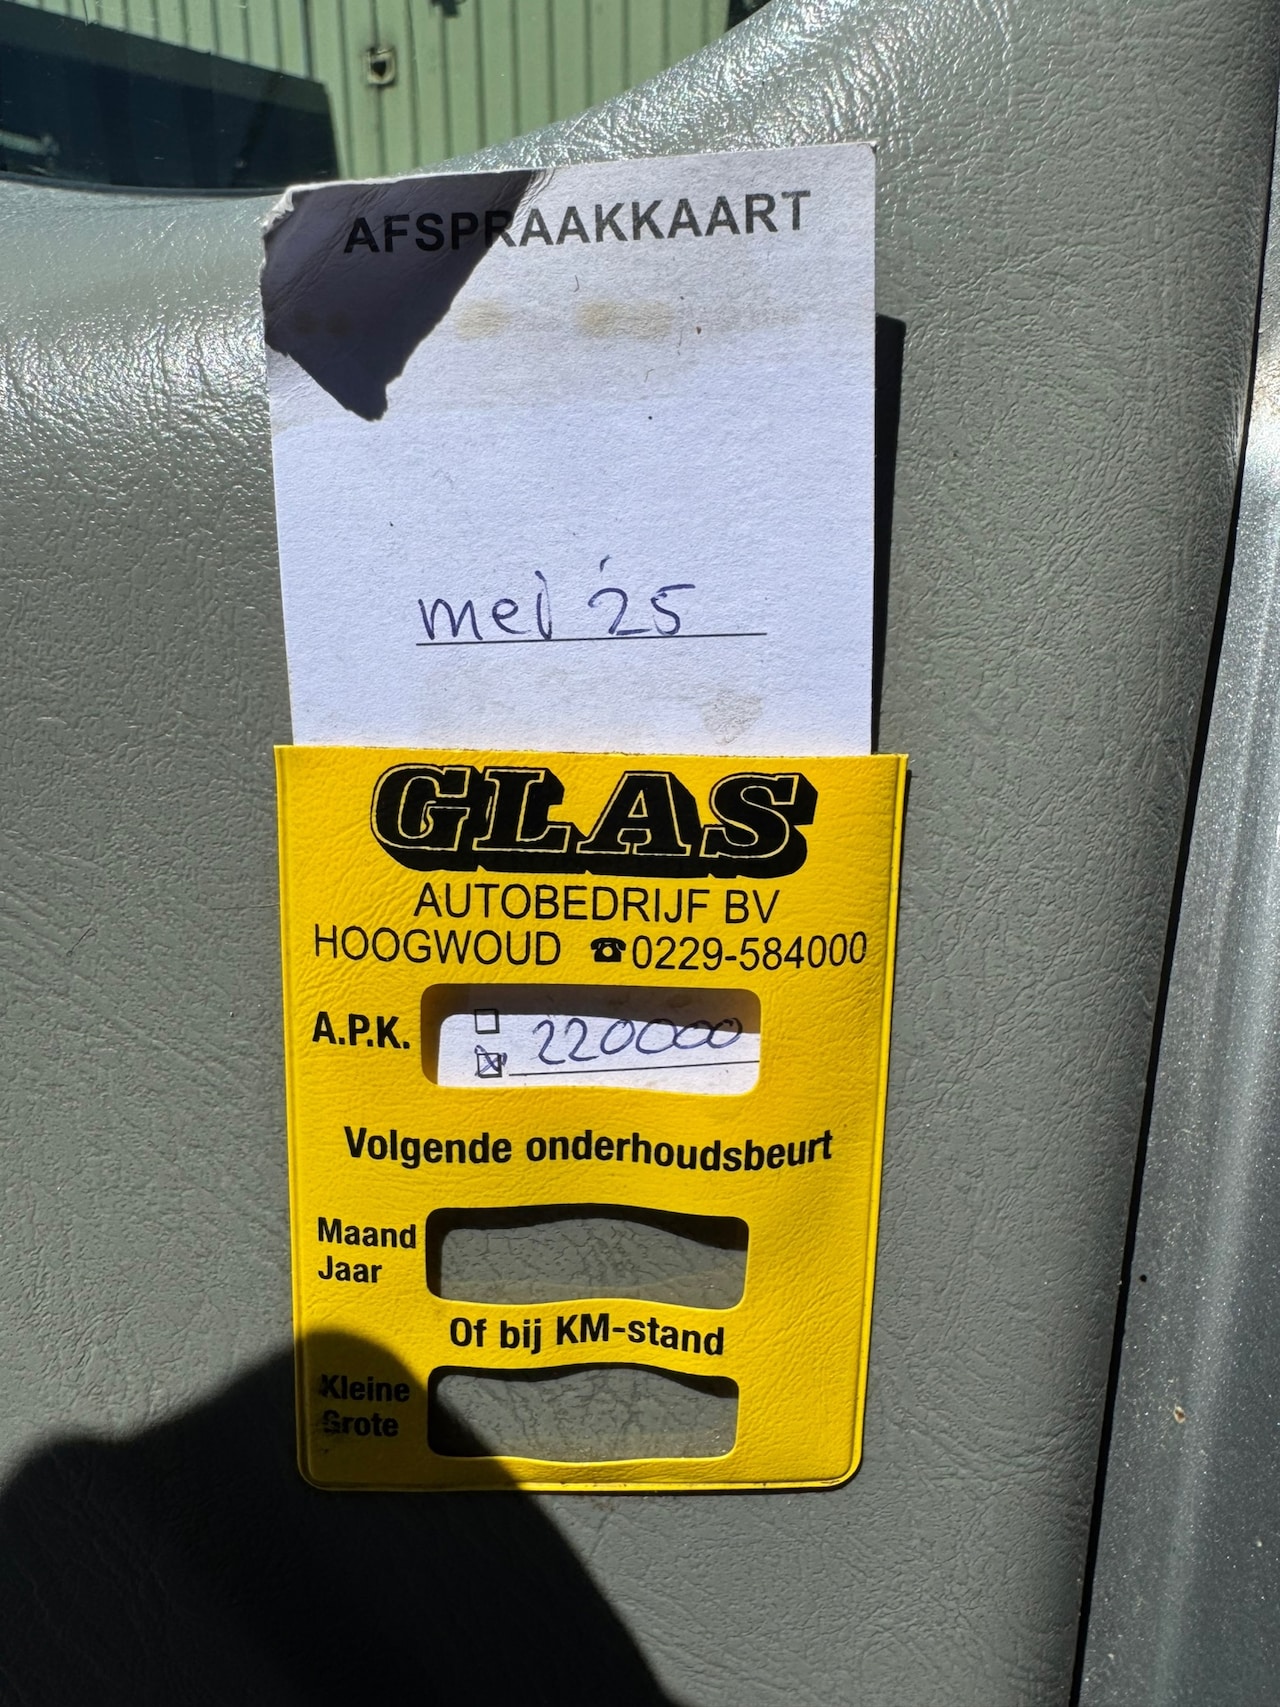 AFSPRAAKKAART
mei '25
GLAS
AUTOBEDRIJF BV
HOOGWOUD ☎0229-584000
A.P.K.
☐
☒ 220000
Volgende onderhoudsbeurt
Maand
Jaar
Of bij KM-stand
Kleine
Grote